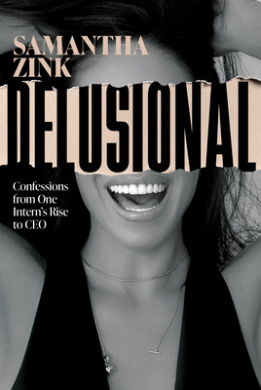 SAMANTHA
ZINK
DELUSIONAL
Confessions
from One
Intern's Rise
to CEO